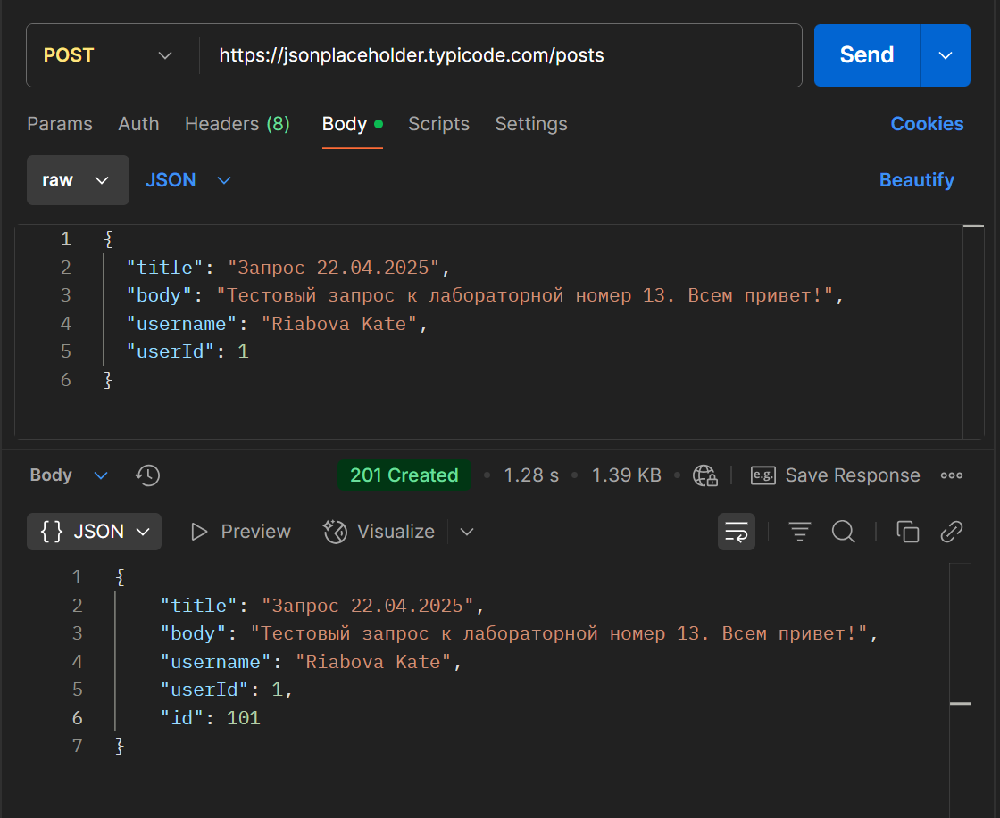 POST https://jsonplaceholder.typicode.com/posts Send
Params Auth Headers (8) Body Scripts Settings Cookies
raw JSON Beautify
1 {
2 "title": "Запрос 22.04.2025",
3 "body": "Тестовый запрос к лабораторной номер 13. Всем привет!",
4 "username": "Riabova Kate",
5 "userId": 1
6 }
Body 201 Created • 1.28 s • 1.39 KB • e.g. Save Response
{} JSON Preview Visualize
1 {
2 "title": "Запрос 22.04.2025",
3 "body": "Тестовый запрос к лабораторной номер 13. Всем привет!",
4 "username": "Riabova Kate",
5 "userId": 1,
6 "id": 101
7 }